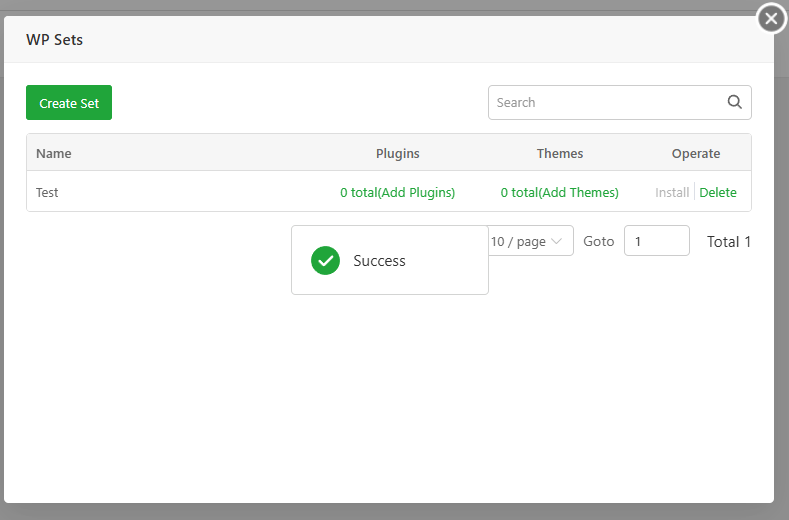 WP Sets
Create Set
Search
Name Plugins Themes Operate
Test 0 total(Add Plugins) 0 total(Add Themes) Install Delete
10 / page Goto 1 Total 1
Success